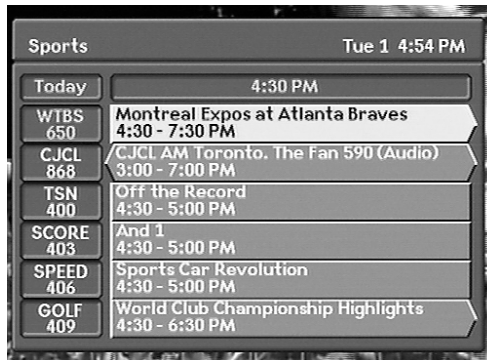 Sports
Tue 1 4:54 PM
Today
4:30 PM
WTBS
650
Montreal Expos at Atlanta Braves
4:30 - 7:30 PM
CJCL
868
CJCL AM Toronto. The Fan 590 (Audio)
3:00 - 7:00 PM
TSN
400
Off the Record
4:30 - 5:00 PM
SCORE
403
And 1
4:30 - 5:00 PM
SPEED
406
Sports Car Revolution
4:30 - 5:00 PM
GOLF
409
World Club Championship Highlights
4:30 - 6:30 PM